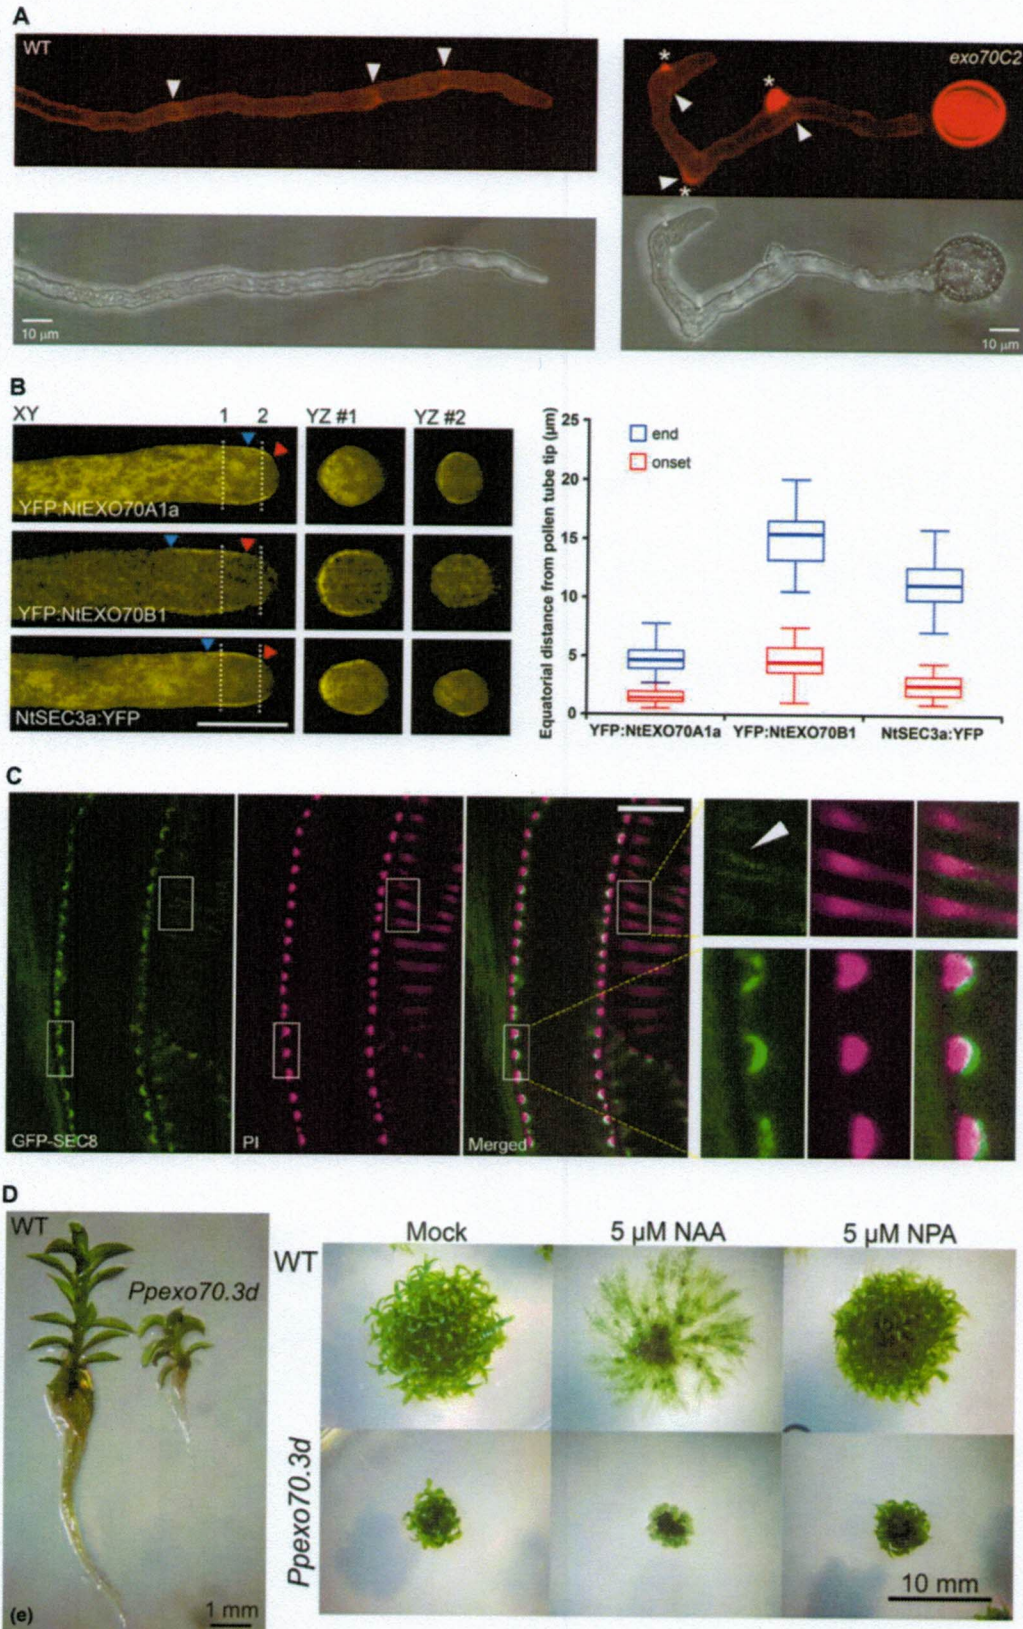 A
WT
exo70C2
*
*
*
10 µm
10 µm
B
XY 1 2 YZ #1 YZ #2
YFP:NtEXO70A1a
YFP:NtEXO70B1
NtSEC3a:YFP
Equatorial distance from pollen tube tip (µm)
25
20
15
10
5
0
end
onset
YFP:NtEXO70A1a YFP:NtEXO70B1 NtSEC3a:YFP
C
GFP-SEC8
PI
Merged
D
WT
Ppexo70.3d
(e)
1 mm
Mock 5 µM NAA 5 µM NPA
WT
Ppexo70.3d
10 mm